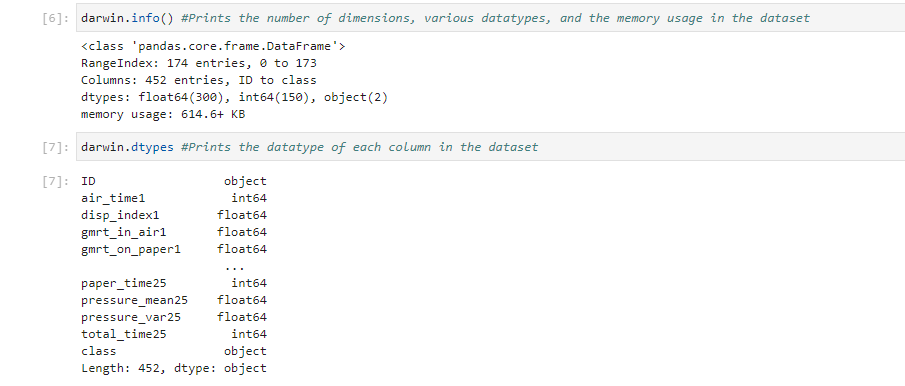 [6]: darwin.info() #Prints the number of dimensions, various datatypes, and the memory usage in the dataset
<class 'pandas.core.frame.DataFrame'>
RangeIndex: 174 entries, 0 to 173
Columns: 452 entries, ID to class
dtypes: float64(300), int64(150), object(2)
memory usage: 614.6+ KB
[7]: darwin.dtypes #Prints the datatype of each column in the dataset
[7]: ID                  object
air_time1            int64
disp_index1        float64
gmrt_in_air1       float64
gmrt_on_paper1     float64
                    ...
paper_time25         int64
pressure_mean25    float64
pressure_var25     float64
total_time25         int64
class               object
Length: 452, dtype: object